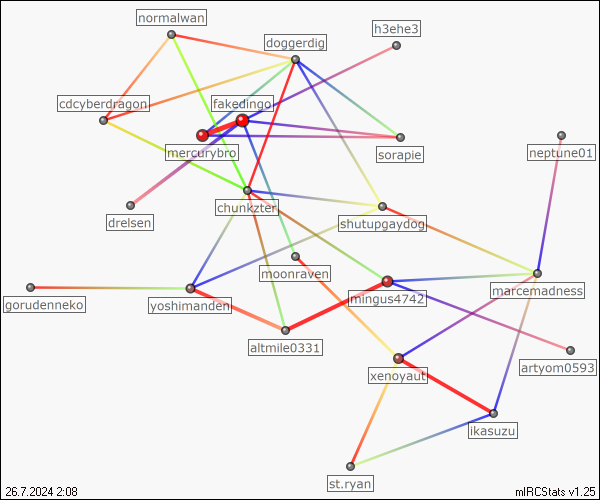 normalwan
h3ehe3
doggerdig
cdcyberdragon
fakedingo
mercurybro
sorapie
neptune01
drelsen
chunkzter
shutupgaydog
moonraven
marcemadness
gorudenneko
yoshimanden
mingus4742
altmile0331
artyom0593
xenoyaut
ikasuzu
st.ryan
26.7.2024 2:08
mIRCStats v1.25